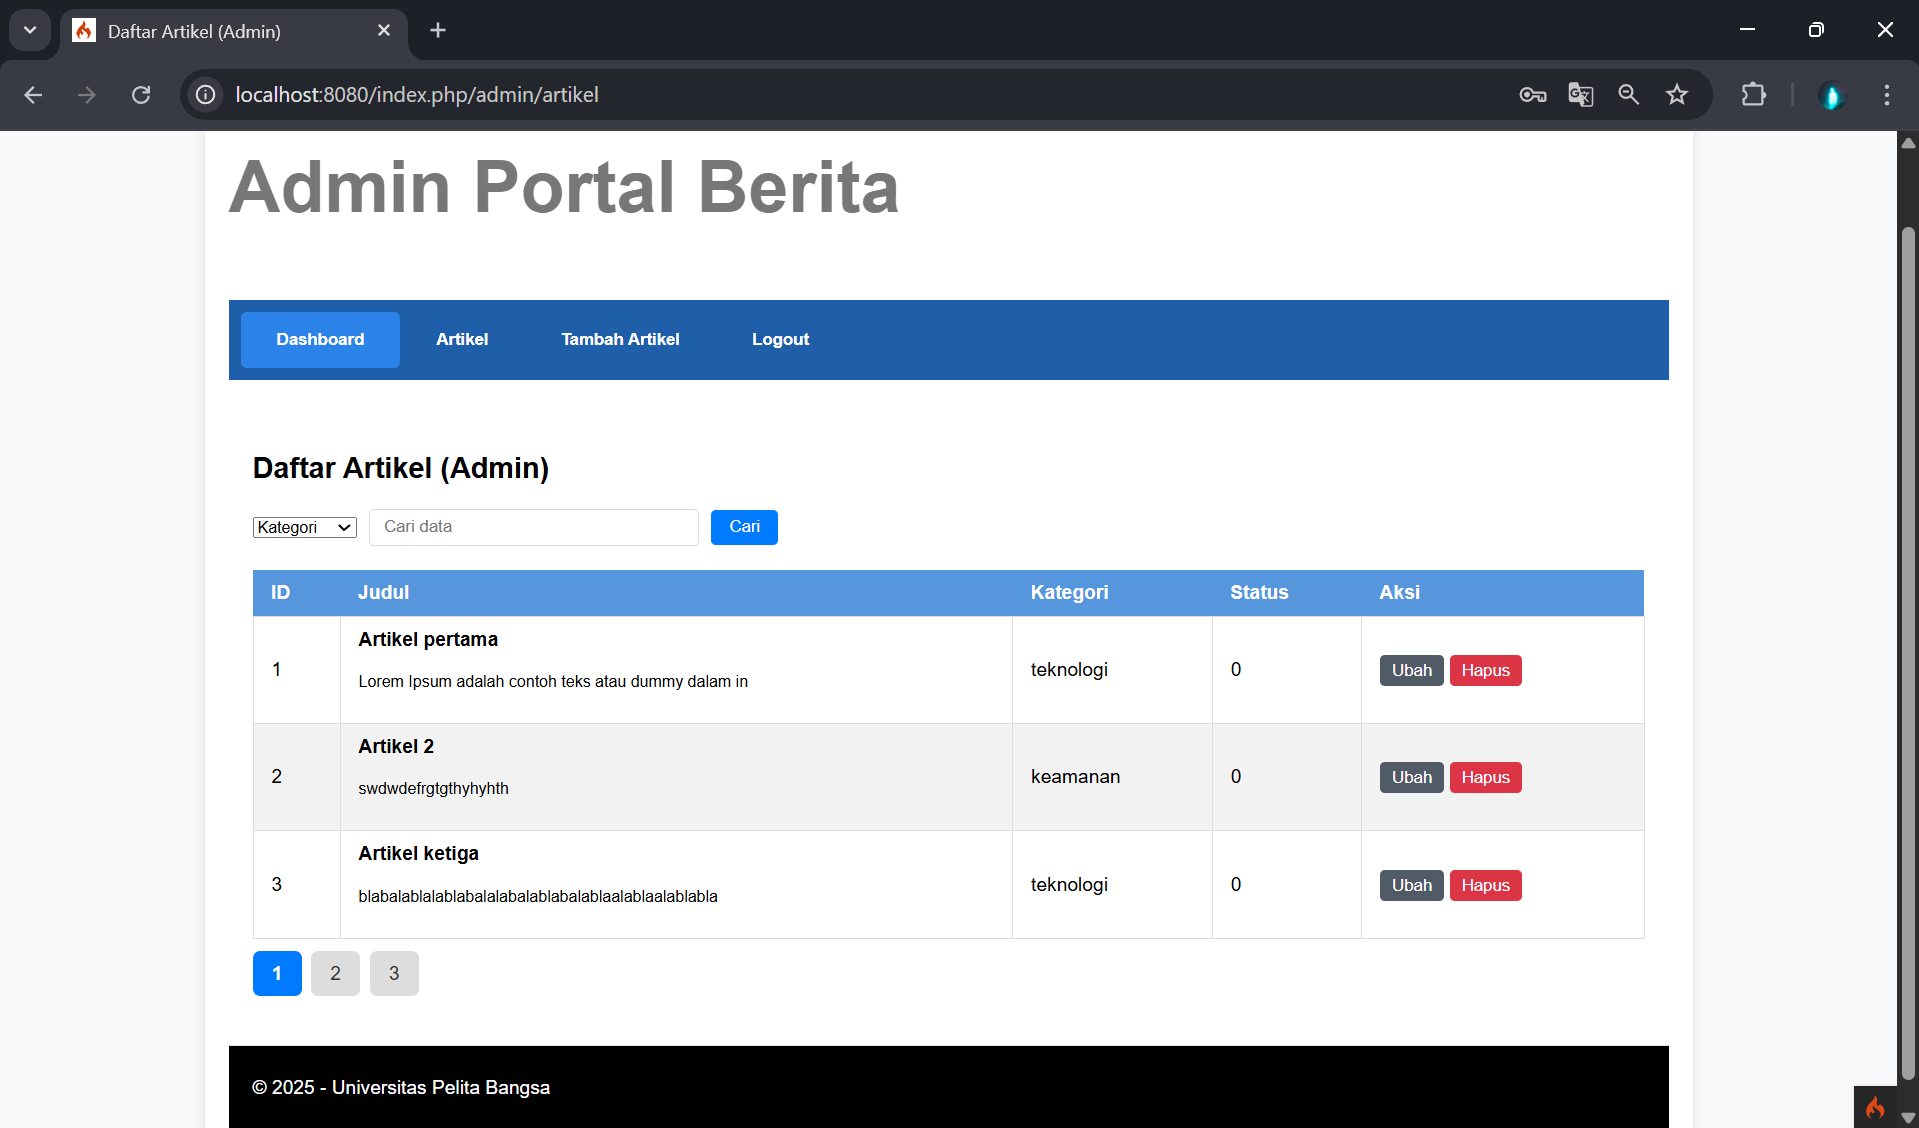 Daftar Artikel (Admin)
localhost:8080/index.php/admin/artikel
Admin Portal Berita
Dashboard Artikel Tambah Artikel Logout
Daftar Artikel (Admin)
Kategori Cari data Cari
ID Judul Kategori Status Aksi
Artikel pertama
1 teknologi 0 Ubah Hapus
Lorem Ipsum adalah contoh teks atau dummy dalam in
Artikel 2
2 keamanan 0 Ubah Hapus
swdwdefrgtgthyhyhth
Artikel ketiga
3 teknologi 0 Ubah Hapus
blabalablalablabalalabalablabalablaalablaalablabla
1 2 3
© 2025 - Universitas Pelita Bangsa